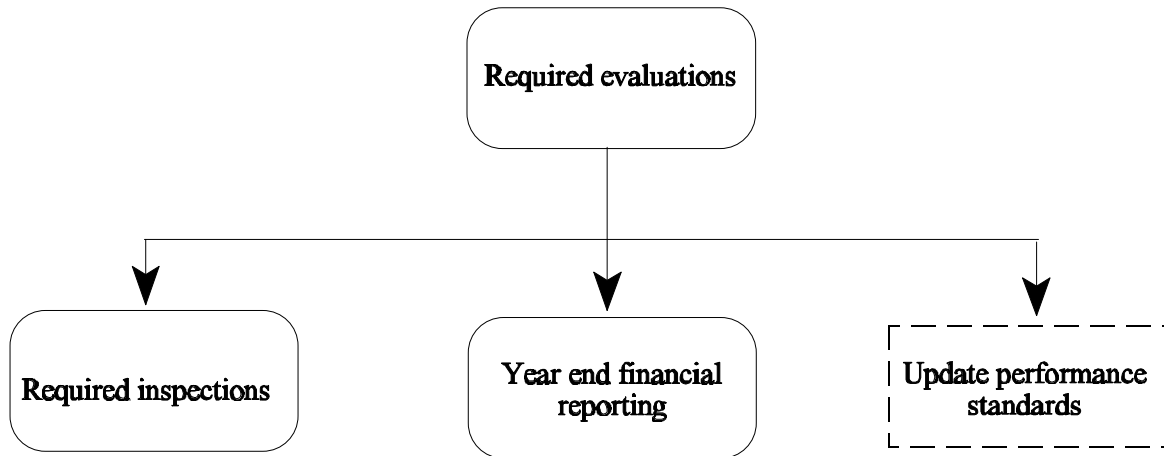 Required evaluations
Required inspections
Year end financial
reporting
Update performance
standards